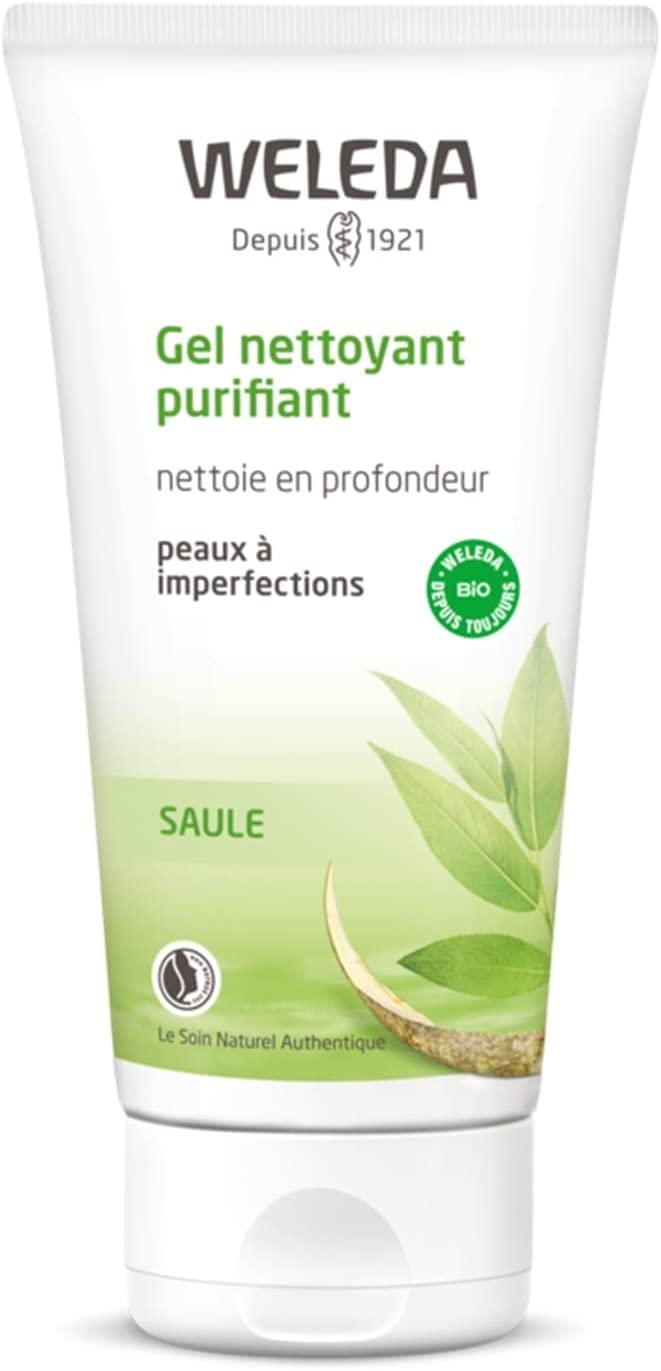 WELEDA
Depuis 1921
Gel nettoyant
purifiant
nettoie en profondeur
peaux à
imperfections
WELEDA
BiO
DEPUIS TOUJOURS
SAULE
Le Soin Naturel Authentique